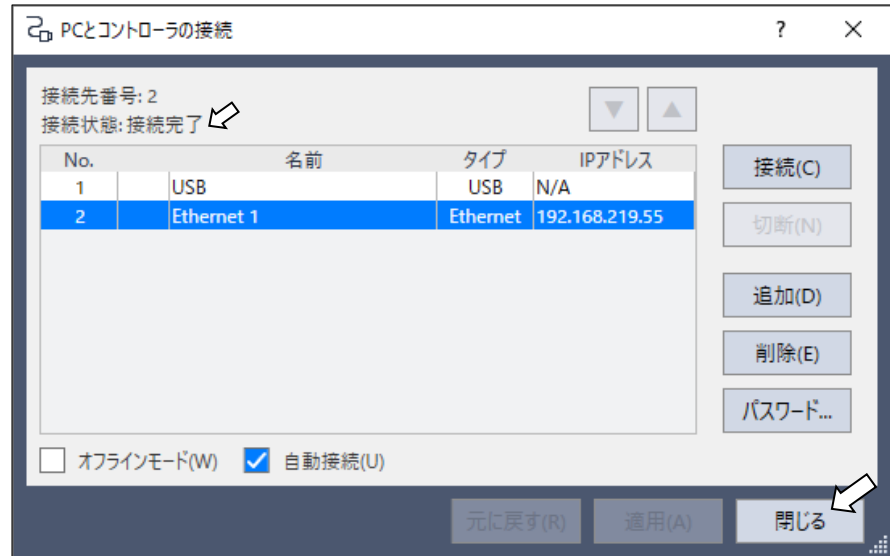 PCとコントローラの接続
?
接続先番号: 2
接続状態: 接続完了
▼ ▲
No. 名前 タイプ IPアドレス
1 USB USB N/A
2 Ethernet 1 Ethernet 192.168.219.55
接続(C)
切断(N)
追加(D)
削除(E)
パスワード...
オフラインモード(W) 自動接続(U)
元に戻す(R) 適用(A) 閉じる